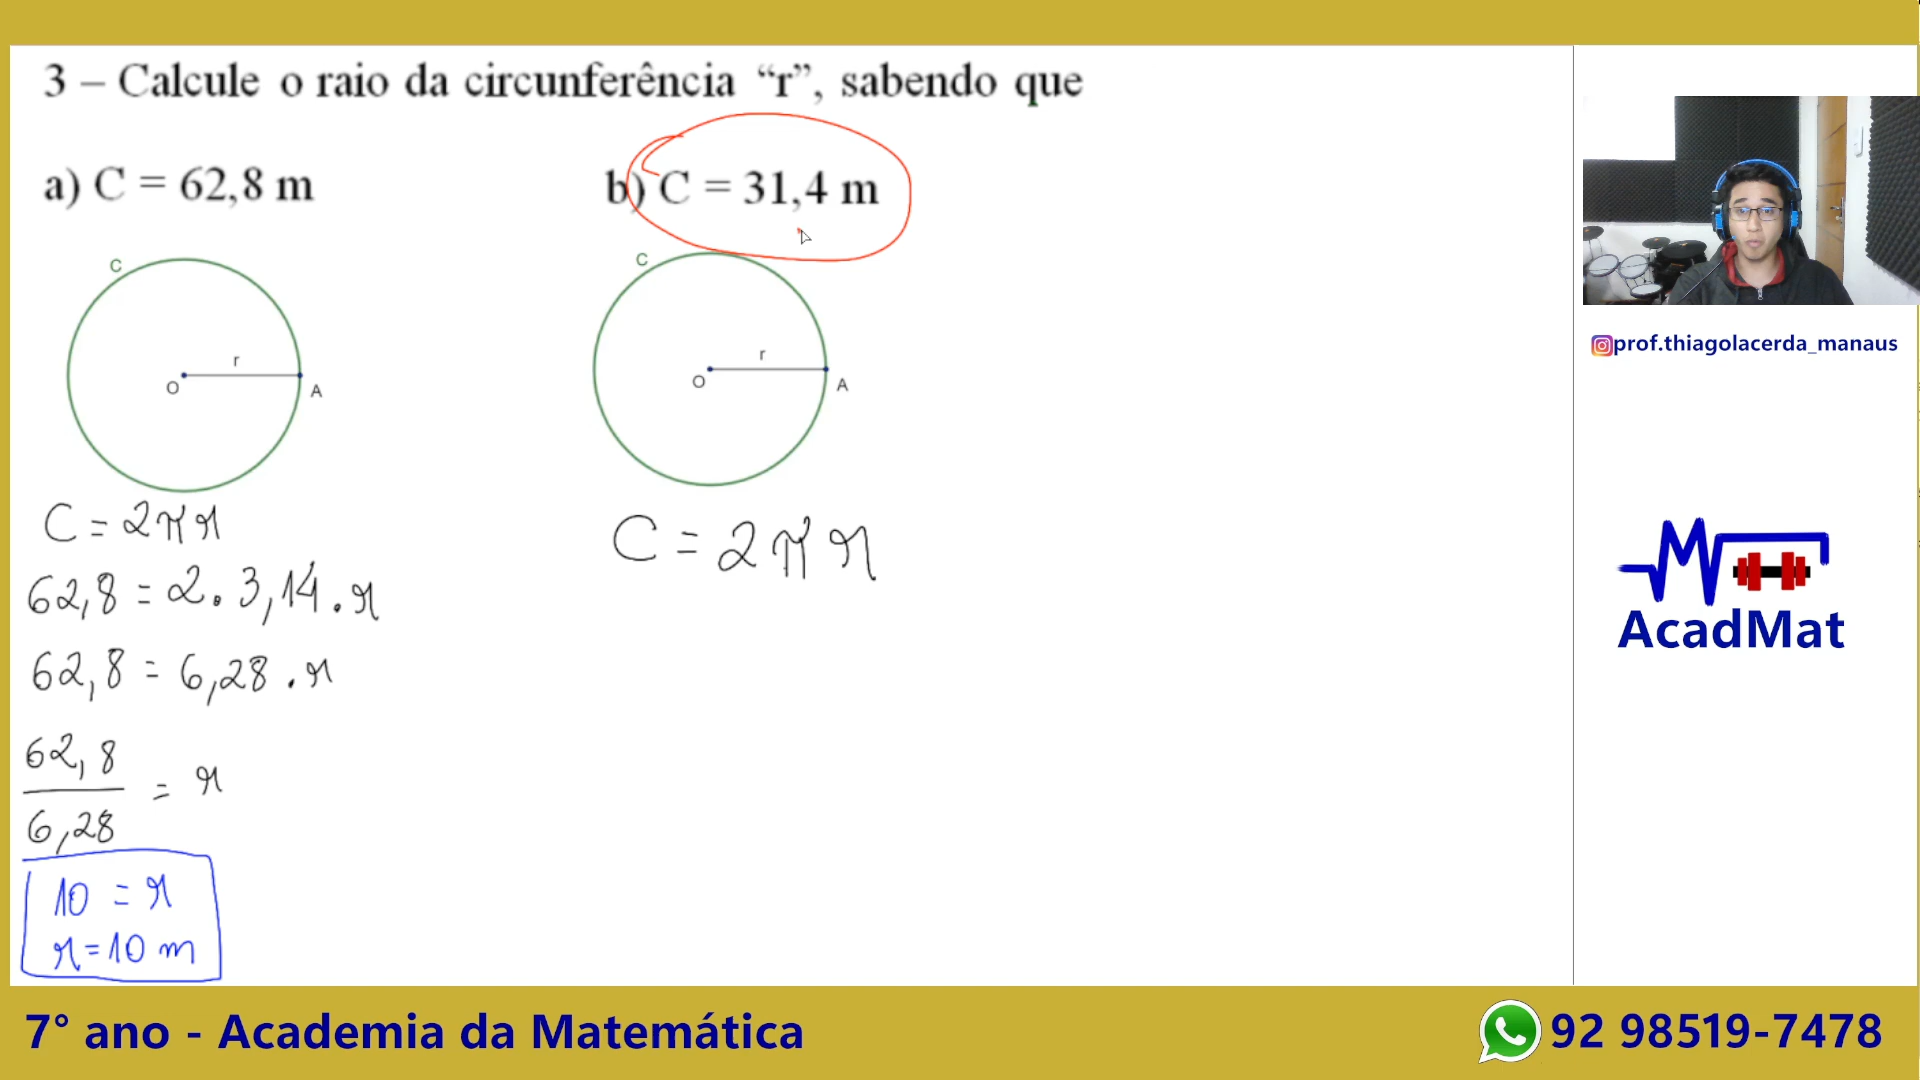 3 – Calcule o raio da circunferência “r”, sabendo que
a) C = 62,8 m
b) C = 31,4 m
C
r
O
A
C
r
O
A
C = 2πr
62,8 = 2. 3,14. r
62,8 = 6,28 . r
62,8
6,28
= r
10 = r
r = 10 m
C = 2πr
prof.thiagolacerda_manaus
AcadMat
7° ano - Academia da Matemática
92 98519-7478